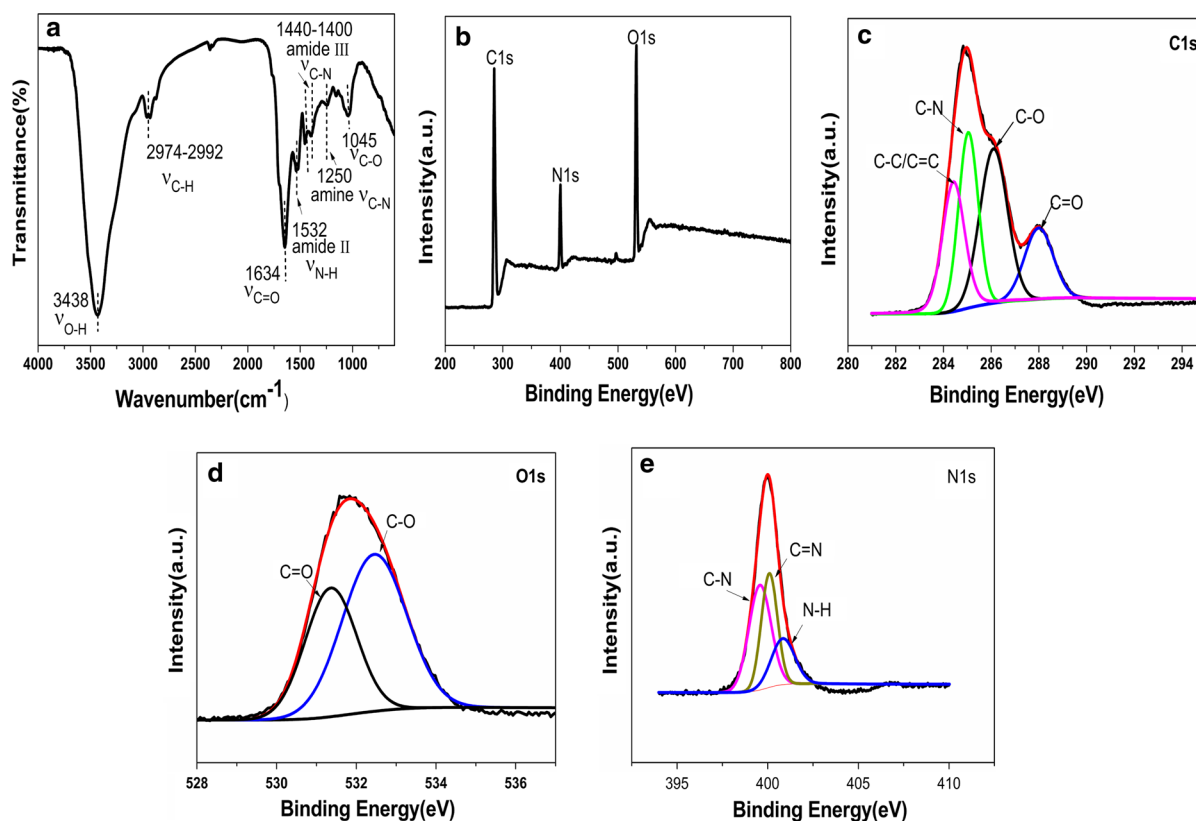 a
Transmittance(%)
1440-1400
amide III
νC-N
2974-2992
νC-H
1045
νC-O
1250
amine νC-N
1532
amide II
νN-H
1634
νC=O
3438
νO-H
4000 3500 3000 2500 2000 1500 1000
Wavenumber(cm-1)
b
Intensity(a.u.)
C1s
N1s
O1s
200 300 400 500 600 700 800
Binding Energy(eV)
c
C1s
Intensity(a.u.)
C-N
C-O
C-C/C=C
C=O
280 282 284 286 288 290 292 294
Binding Energy(eV)
d
O1s
Intensity(a.u.)
C-O
C=O
528 530 532 534 536
Binding Energy(eV)
e
N1s
Intensity(a.u.)
C=N
C-N
N-H
395 400 405 410
Binding Energy(eV)